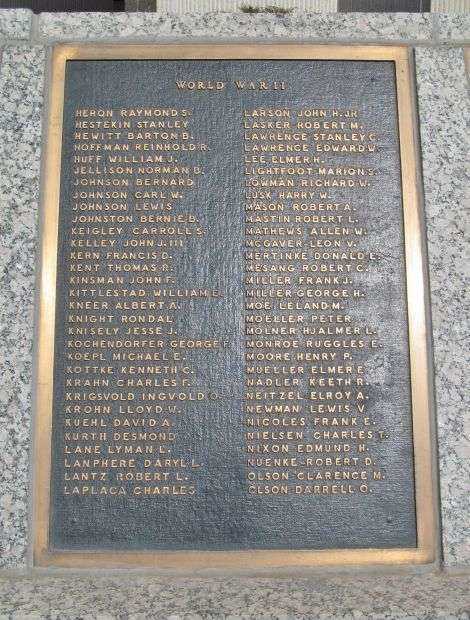 WORLD WAR II
HERON RAYMOND S.
HESTEKIN STANLEY
HEWITT BARTON B.
HOFFMAN REINHOLD R.
HUFF WILLIAM J.
JELLISON NORMAN B.
JOHNSON BERNARD
JOHNSON CARL W.
JOHNSON LEWIS
JOHNSTON BERNIE B.
KEIGLEY CARROLL S.
KELLEY JOHN J. III
KERN FRANCIS D.
KENT THOMAS R.
KINSMAN JOHN F.
KITTLESTAD WILLIAM E.
KNEER ALBERT A.
KNIGHT RONDAL
KNISELY JESSE J.
KOCHENDORFER GEORGE F.
KOEPL MICHAEL E.
KOTTKE KENNETH C.
KRAHN CHARLES F.
KRIGSVOLD INGVOLD O.
KROHN LLOYD W.
KUEHL DAVID A.
KURTH DESMOND
LANE LYMAN L.
LANPHERE DARYL L.
LANTZ ROBERT L.
LAPLACA CHARLES
LARSON JOHN H. JR
LASKER ROBERT M.
LAWRENCE STANLEY C.
LAWRENCE EDWARD W.
LEE ELMER H.
LIGHTFOOT MARION S.
LOWMAN RICHARD V.
LUSK HARRY W.
MASON ROBERT A.
MASTIN ROBERT L.
MATHEWS ALLEN W.
MCGAVER LEON V.
MERTINKE DONALD L.
MESANG ROBERT C.
MILLER FRANK J.
MILLER GEORGE H.
MOE LELAND M.
MOELLER PETER
MOLNER HJALMER L.
MONROE RUGGLES E.
MOORE HENRY P.
MUELLER ELMER E.
NADLER KEETH R.
NEITZEL ELROY A.
NEWMAN LEWIS V.
NICOLES FRANK E.
NIELSEN CHARLES T.
NIXON EDMUND H.
NUENKE ROBERT D.
OLSON CLARENCE M.
OLSON DARRELL O.